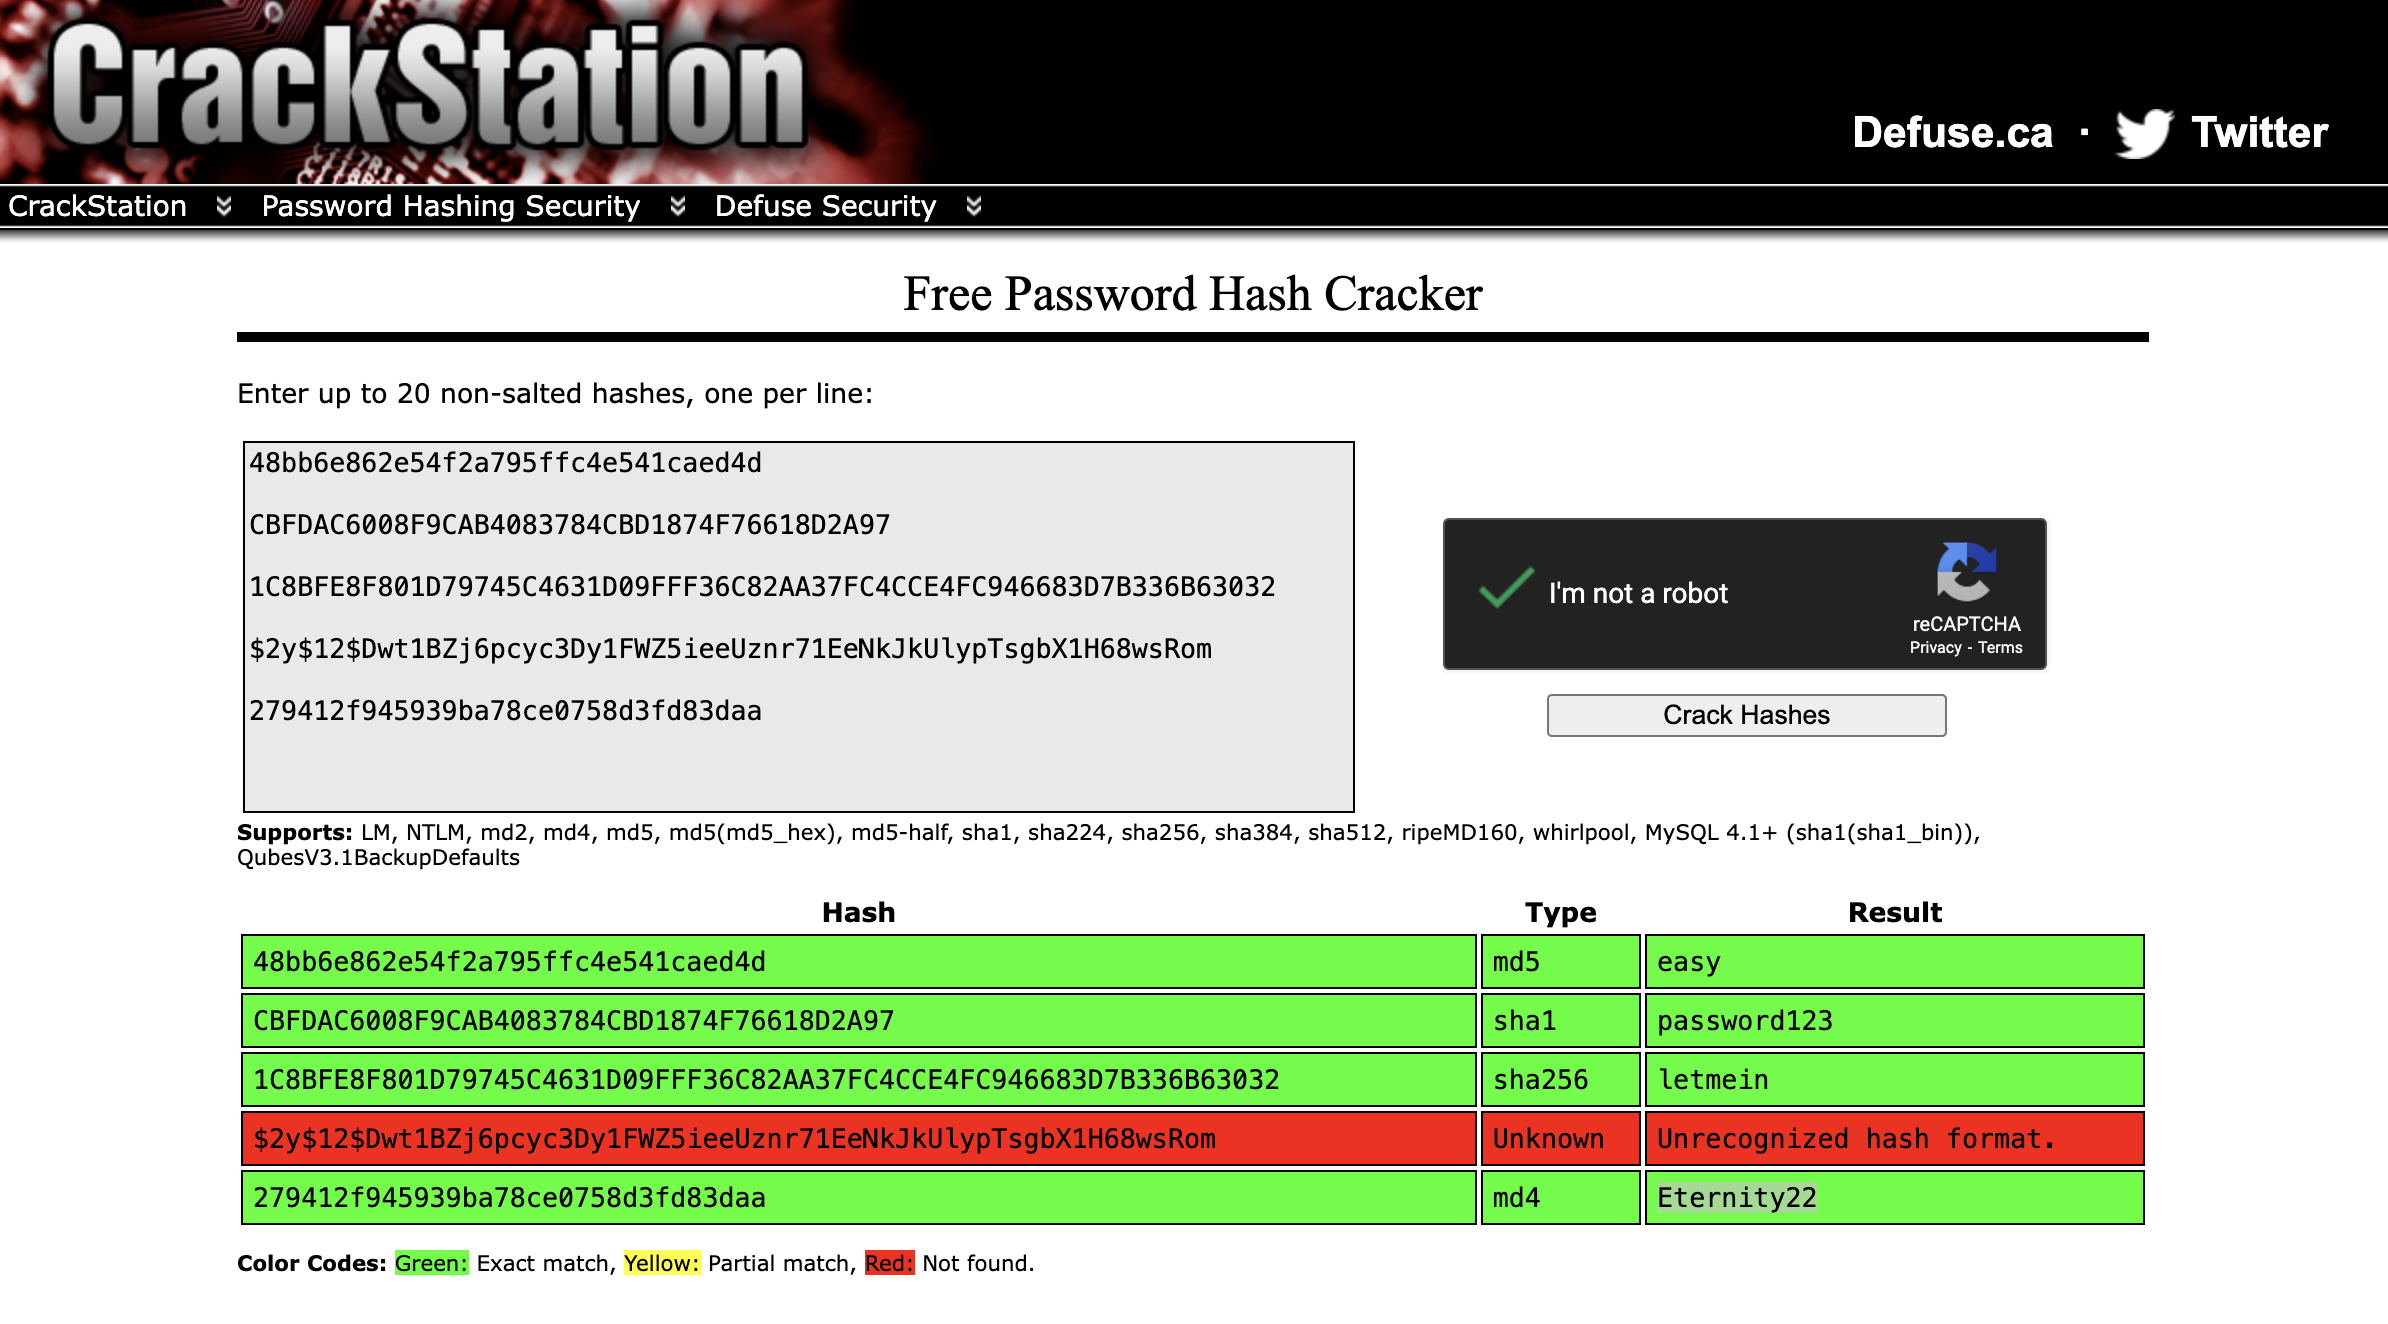 CrackStation
Defuse.ca · Twitter
CrackStation Password Hashing Security Defuse Security
Free Password Hash Cracker
Enter up to 20 non-salted hashes, one per line:
48bb6e862e54f2a795ffc4e541caed4d
CBFDAC6008F9CAB4083784CBD1874F76618D2A97
1C8BFE8F801D79745C4631D09FFF36C82AA37FC4CCE4FC946683D7B336B63032
$2y$12$Dwt1BZj6pcyc3Dy1FWZ5ieeUznr71EeNkJkUlypTsgbX1H68wsRom
279412f945939ba78ce0758d3fd83daa
I'm not a robot
reCAPTCHA
Privacy - Terms
Crack Hashes
Supports: LM, NTLM, md2, md4, md5, md5(md5_hex), md5-half, sha1, sha224, sha256, sha384, sha512, ripeMD160, whirlpool, MySQL 4.1+ (sha1(sha1_bin)),
QubesV3.1BackupDefaults
Hash Type Result
48bb6e862e54f2a795ffc4e541caed4d md5 easy
CBFDAC6008F9CAB4083784CBD1874F76618D2A97 sha1 password123
1C8BFE8F801D79745C4631D09FFF36C82AA37FC4CCE4FC946683D7B336B63032 sha256 letmein
$2y$12$Dwt1BZj6pcyc3Dy1FWZ5ieeUznr71EeNkJkUlypTsgbX1H68wsRom Unknown Unrecognized hash format.
279412f945939ba78ce0758d3fd83daa md4 Eternity22
Color Codes: Green: Exact match, Yellow: Partial match, Red: Not found.